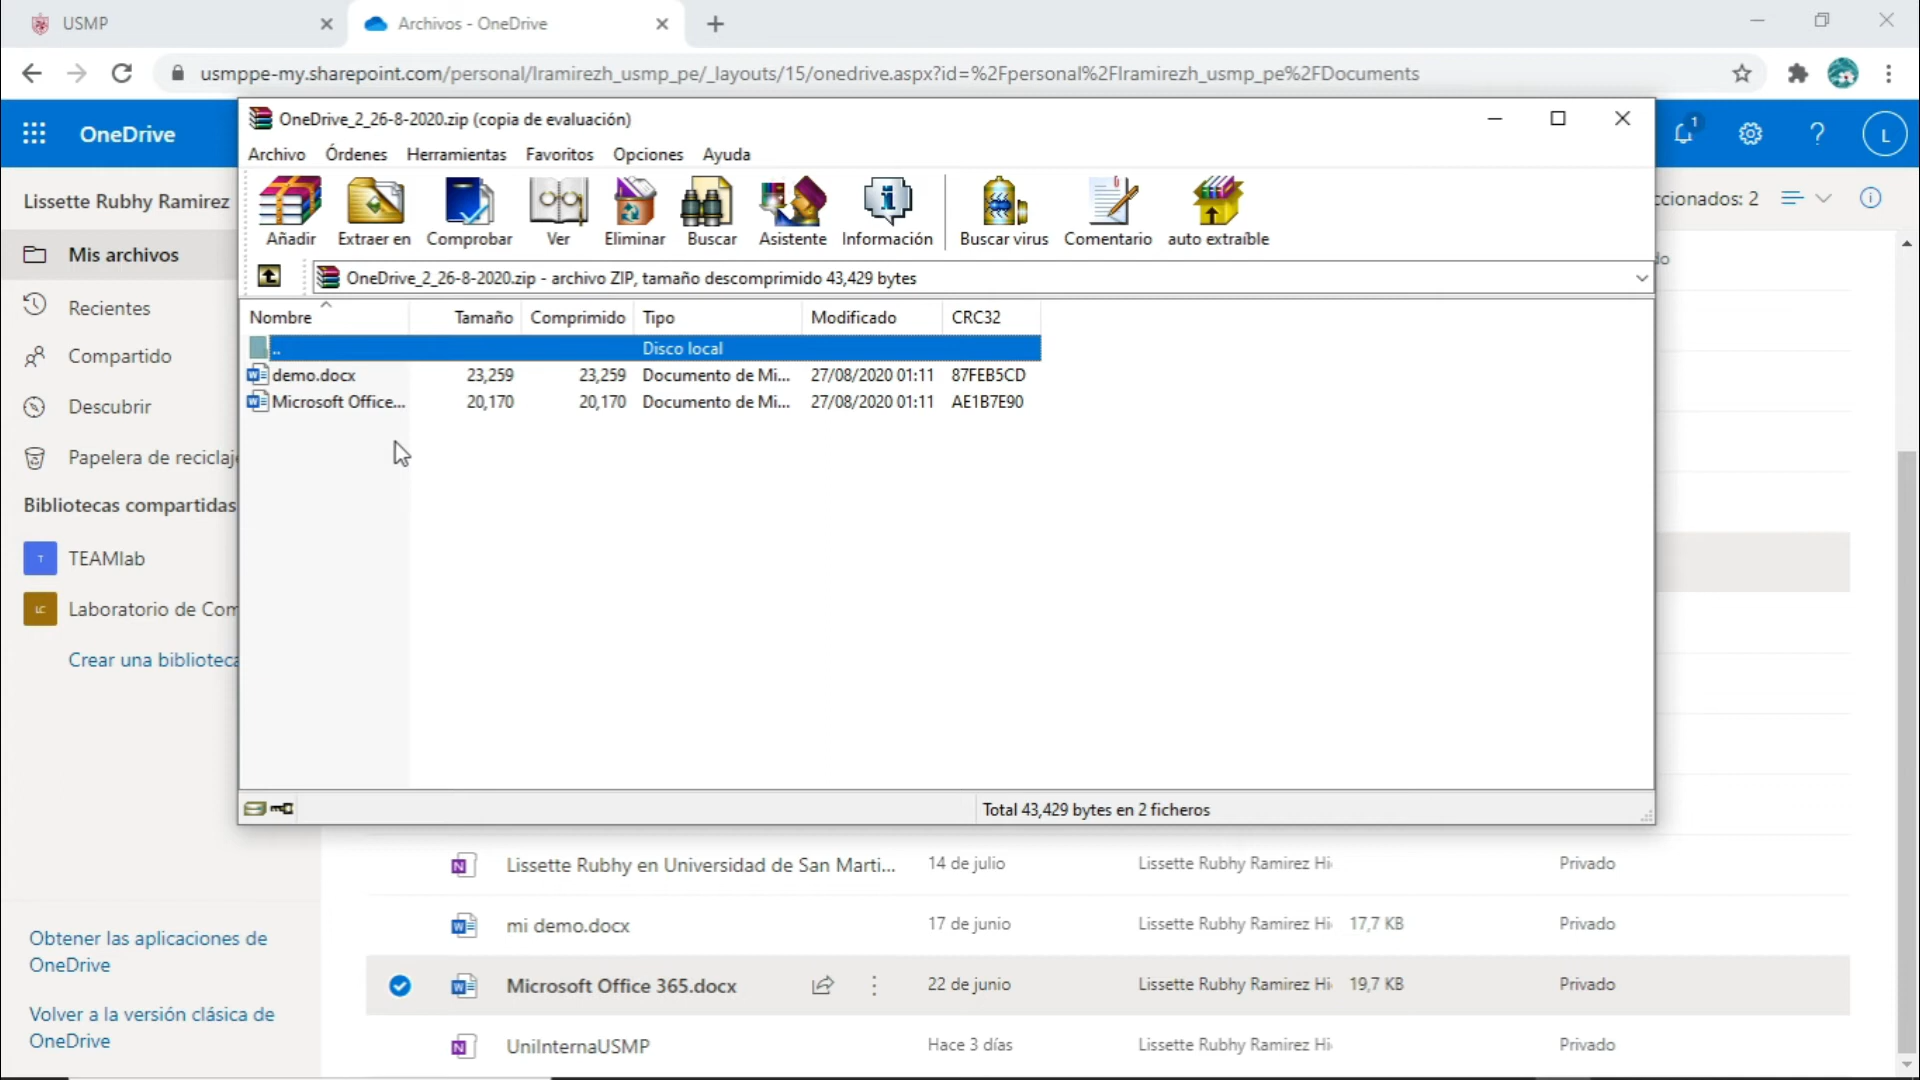 USMP
Archivos - OneDrive
usmppe-my.sharepoint.com/personal/lramirezh_usmp_pe/_layouts/15/onedrive.aspx?id=%2Fpersonal%2Flramirezh_usmp_pe%2FDocuments
OneDrive
1
?
L
OneDrive_2_26-8-2020.zip (copia de evaluación)
Archivo Órdenes Herramientas Favoritos Opciones Ayuda
Añadir Extraer en Comprobar Ver Eliminar Buscar Asistente Información Buscar virus Comentario auto extraíble
OneDrive_2_26-8-2020.zip - archivo ZIP, tamaño descomprimido 43,429 bytes
Nombre Tamaño Comprimido Tipo Modificado CRC32
.. Disco local
demo.docx 23,259 23,259 Documento de Mi... 27/08/2020 01:11 87FEB5CD
Microsoft Office... 20,170 20,170 Documento de Mi... 27/08/2020 01:11 AE1B7E90
Total 43,429 bytes en 2 ficheros
Lissette Rubhy Ramirez
ccionados: 2
Mis archivos
Recientes
Compartido
Descubrir
Papelera de reciclaje
Bibliotecas compartidas
T TEAMlab
LC Laboratorio de Com
Crear una biblioteca
Obtener las aplicaciones de
OneDrive
Volver a la versión clásica de
OneDrive
Lissette Rubhy en Universidad de San Marti... 14 de julio Lissette Rubhy Ramirez Hi Privado
mi demo.docx 17 de junio Lissette Rubhy Ramirez Hi 17,7 KB Privado
Microsoft Office 365.docx 22 de junio Lissette Rubhy Ramirez Hi 19,7 KB Privado
UniInternaUSMP Hace 3 días Lissette Rubhy Ramirez Hi Privado